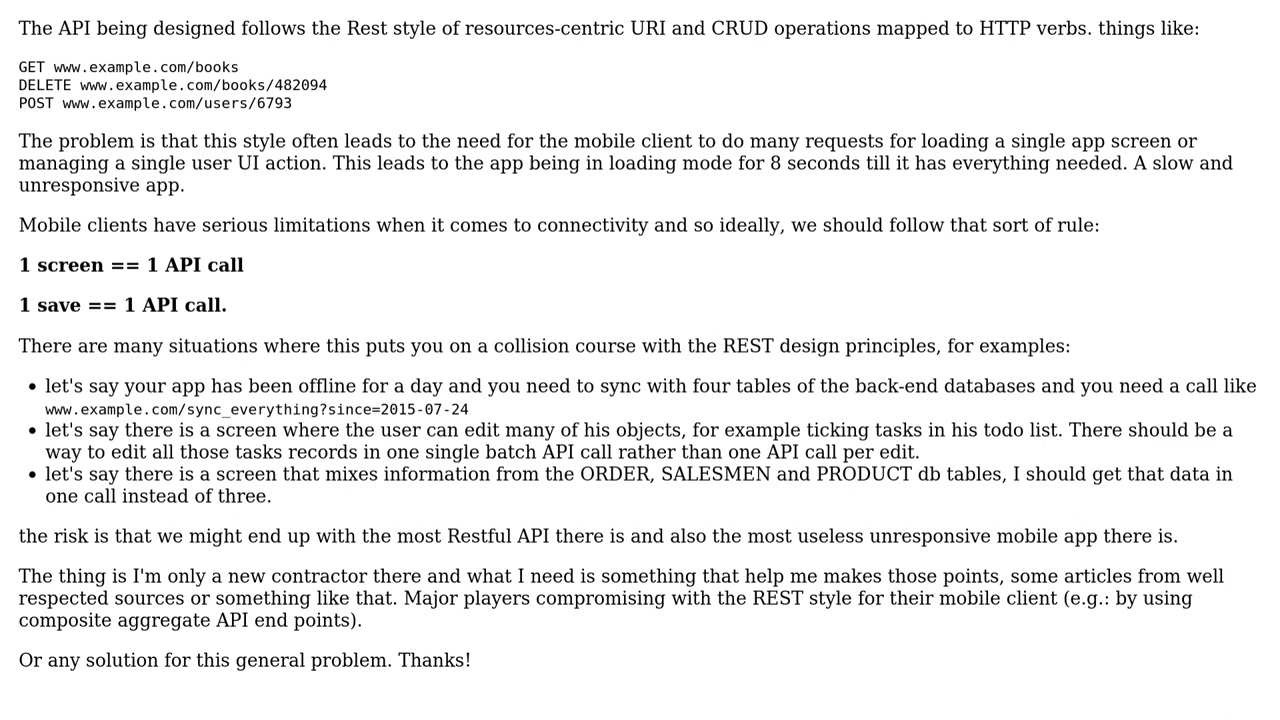 The API being designed follows the Rest style of resources-centric URI and CRUD operations mapped to HTTP verbs. things like:
GET www.example.com/books
DELETE www.example.com/books/482094
POST www.example.com/users/6793
The problem is that this style often leads to the need for the mobile client to do many requests for loading a single app screen or
managing a single user UI action. This leads to the app being in loading mode for 8 seconds till it has everything needed. A slow and
unresponsive app.
Mobile clients have serious limitations when it comes to connectivity and so ideally, we should follow that sort of rule:
1 screen == 1 API call
1 save == 1 API call.
There are many situations where this puts you on a collision course with the REST design principles, for examples:
• let's say your app has been offline for a day and you need to sync with four tables of the back-end databases and you need a call like
www.example.com/sync_everything?since=2015-07-24
• let's say there is a screen where the user can edit many of his objects, for example ticking tasks in his todo list. There should be a
way to edit all those tasks records in one single batch API call rather than one API call per edit.
• let's say there is a screen that mixes information from the ORDER, SALESMEN and PRODUCT db tables, I should get that data in
one call instead of three.
the risk is that we might end up with the most Restful API there is and also the most useless unresponsive mobile app there is.
The thing is I'm only a new contractor there and what I need is something that help me makes those points, some articles from well
respected sources or something like that. Major players compromising with the REST style for their mobile client (e.g.: by using
composite aggregate API end points).
Or any solution for this general problem. Thanks!